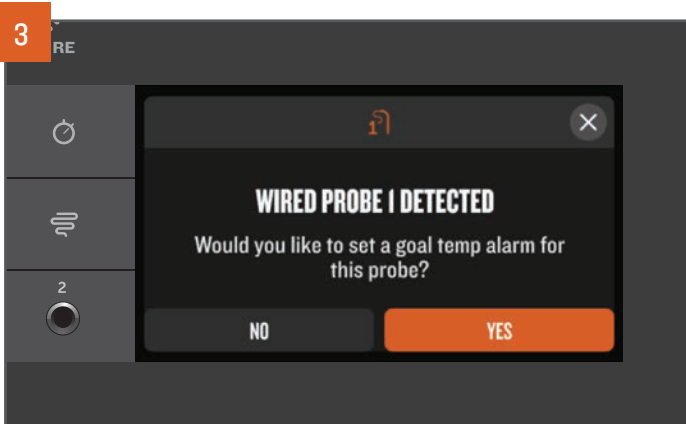 3
RE
1
WIRED PROBE 1 DETECTED
Would you like to set a goal temp alarm for
this probe?
2
NO
YES